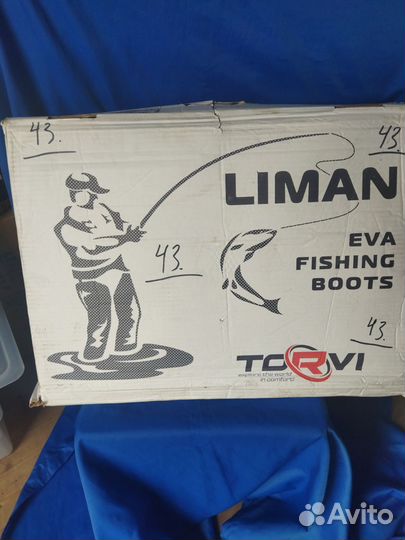 43.
43.
LIMAN
EVA
FISHING
BOOTS
43.
43.
TORVI
explore the world
in comfort!
Avito